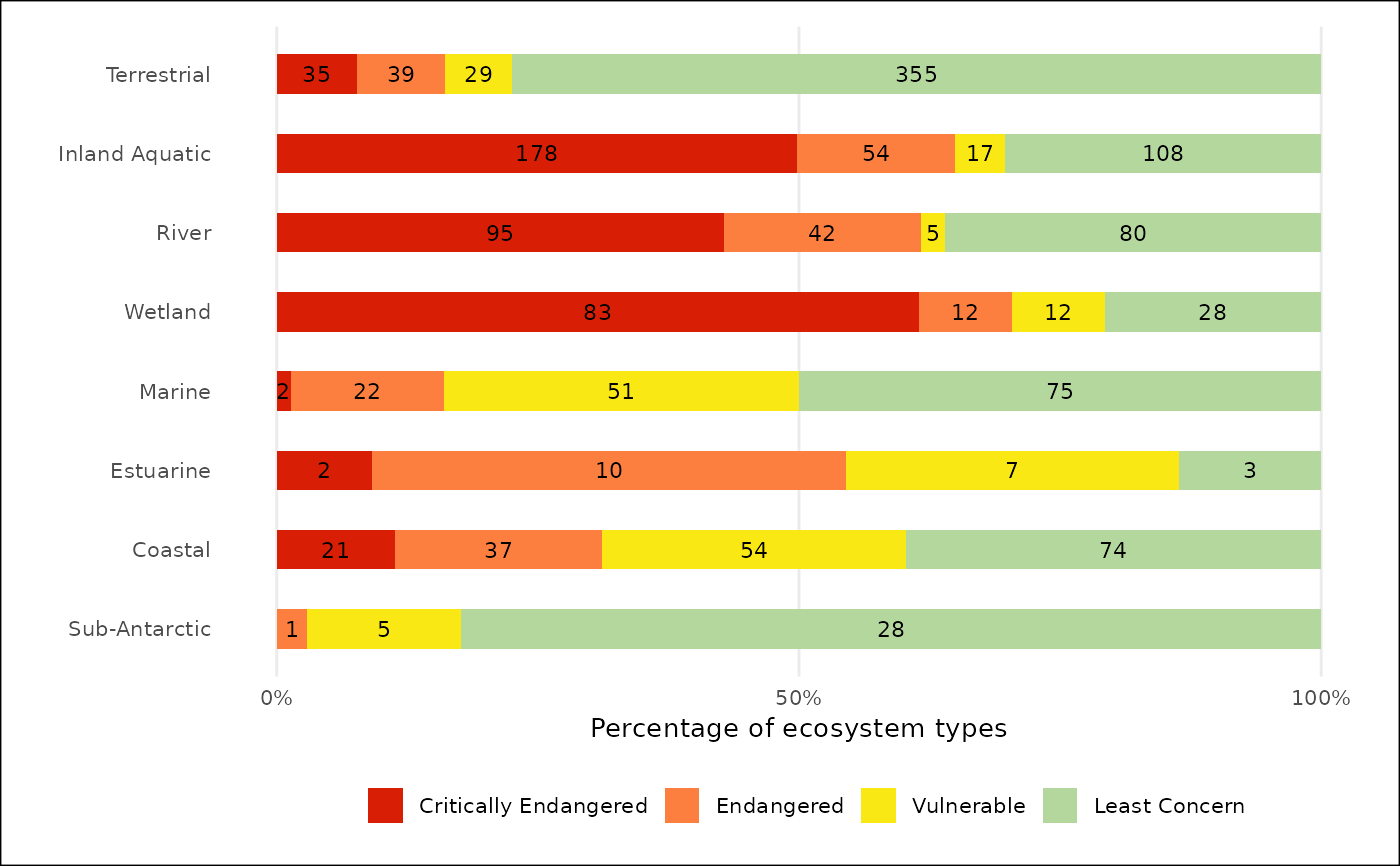 Terrestrial 35 39 29 355
Inland Aquatic 178 54 17 108
River 95 42 5 80
Wetland 83 12 12 28
Marine 2 22 51 75
Estuarine 2 10 7 3
Coastal 21 37 54 74
Sub-Antarctic 1 5 28
0% 50% 100%
Percentage of ecosystem types
Critically Endangered Endangered Vulnerable Least Concern